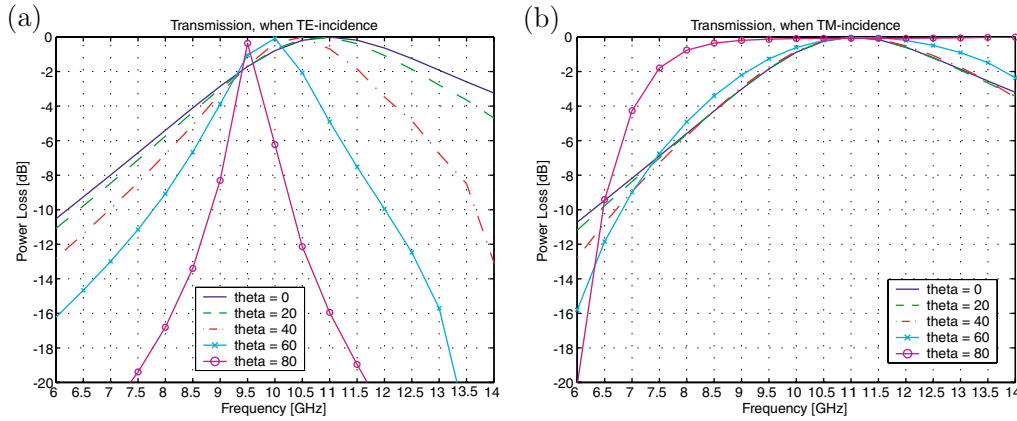 (a)
Transmission, when TE-incidence
0
-2
-4
-6
-8
-10
-12
-14
-16
-18
-20
Power Loss [dB]
theta = 0
theta = 20
theta = 40
theta = 60
theta = 80
6 6.5 7 7.5 8 8.5 9 9.5 10 10.5 11 11.5 12 12.5 13 13.5 14
Frequency [GHz]
(b)
Transmission, when TM-incidence
0
-2
-4
-6
-8
-10
-12
-14
-16
-18
-20
Power Loss [dB]
theta = 0
theta = 20
theta = 40
theta = 60
theta = 80
6 6.5 7 7.5 8 8.5 9 9.5 10 10.5 11 11.5 12 12.5 13 13.5 14
Frequency [GHz]